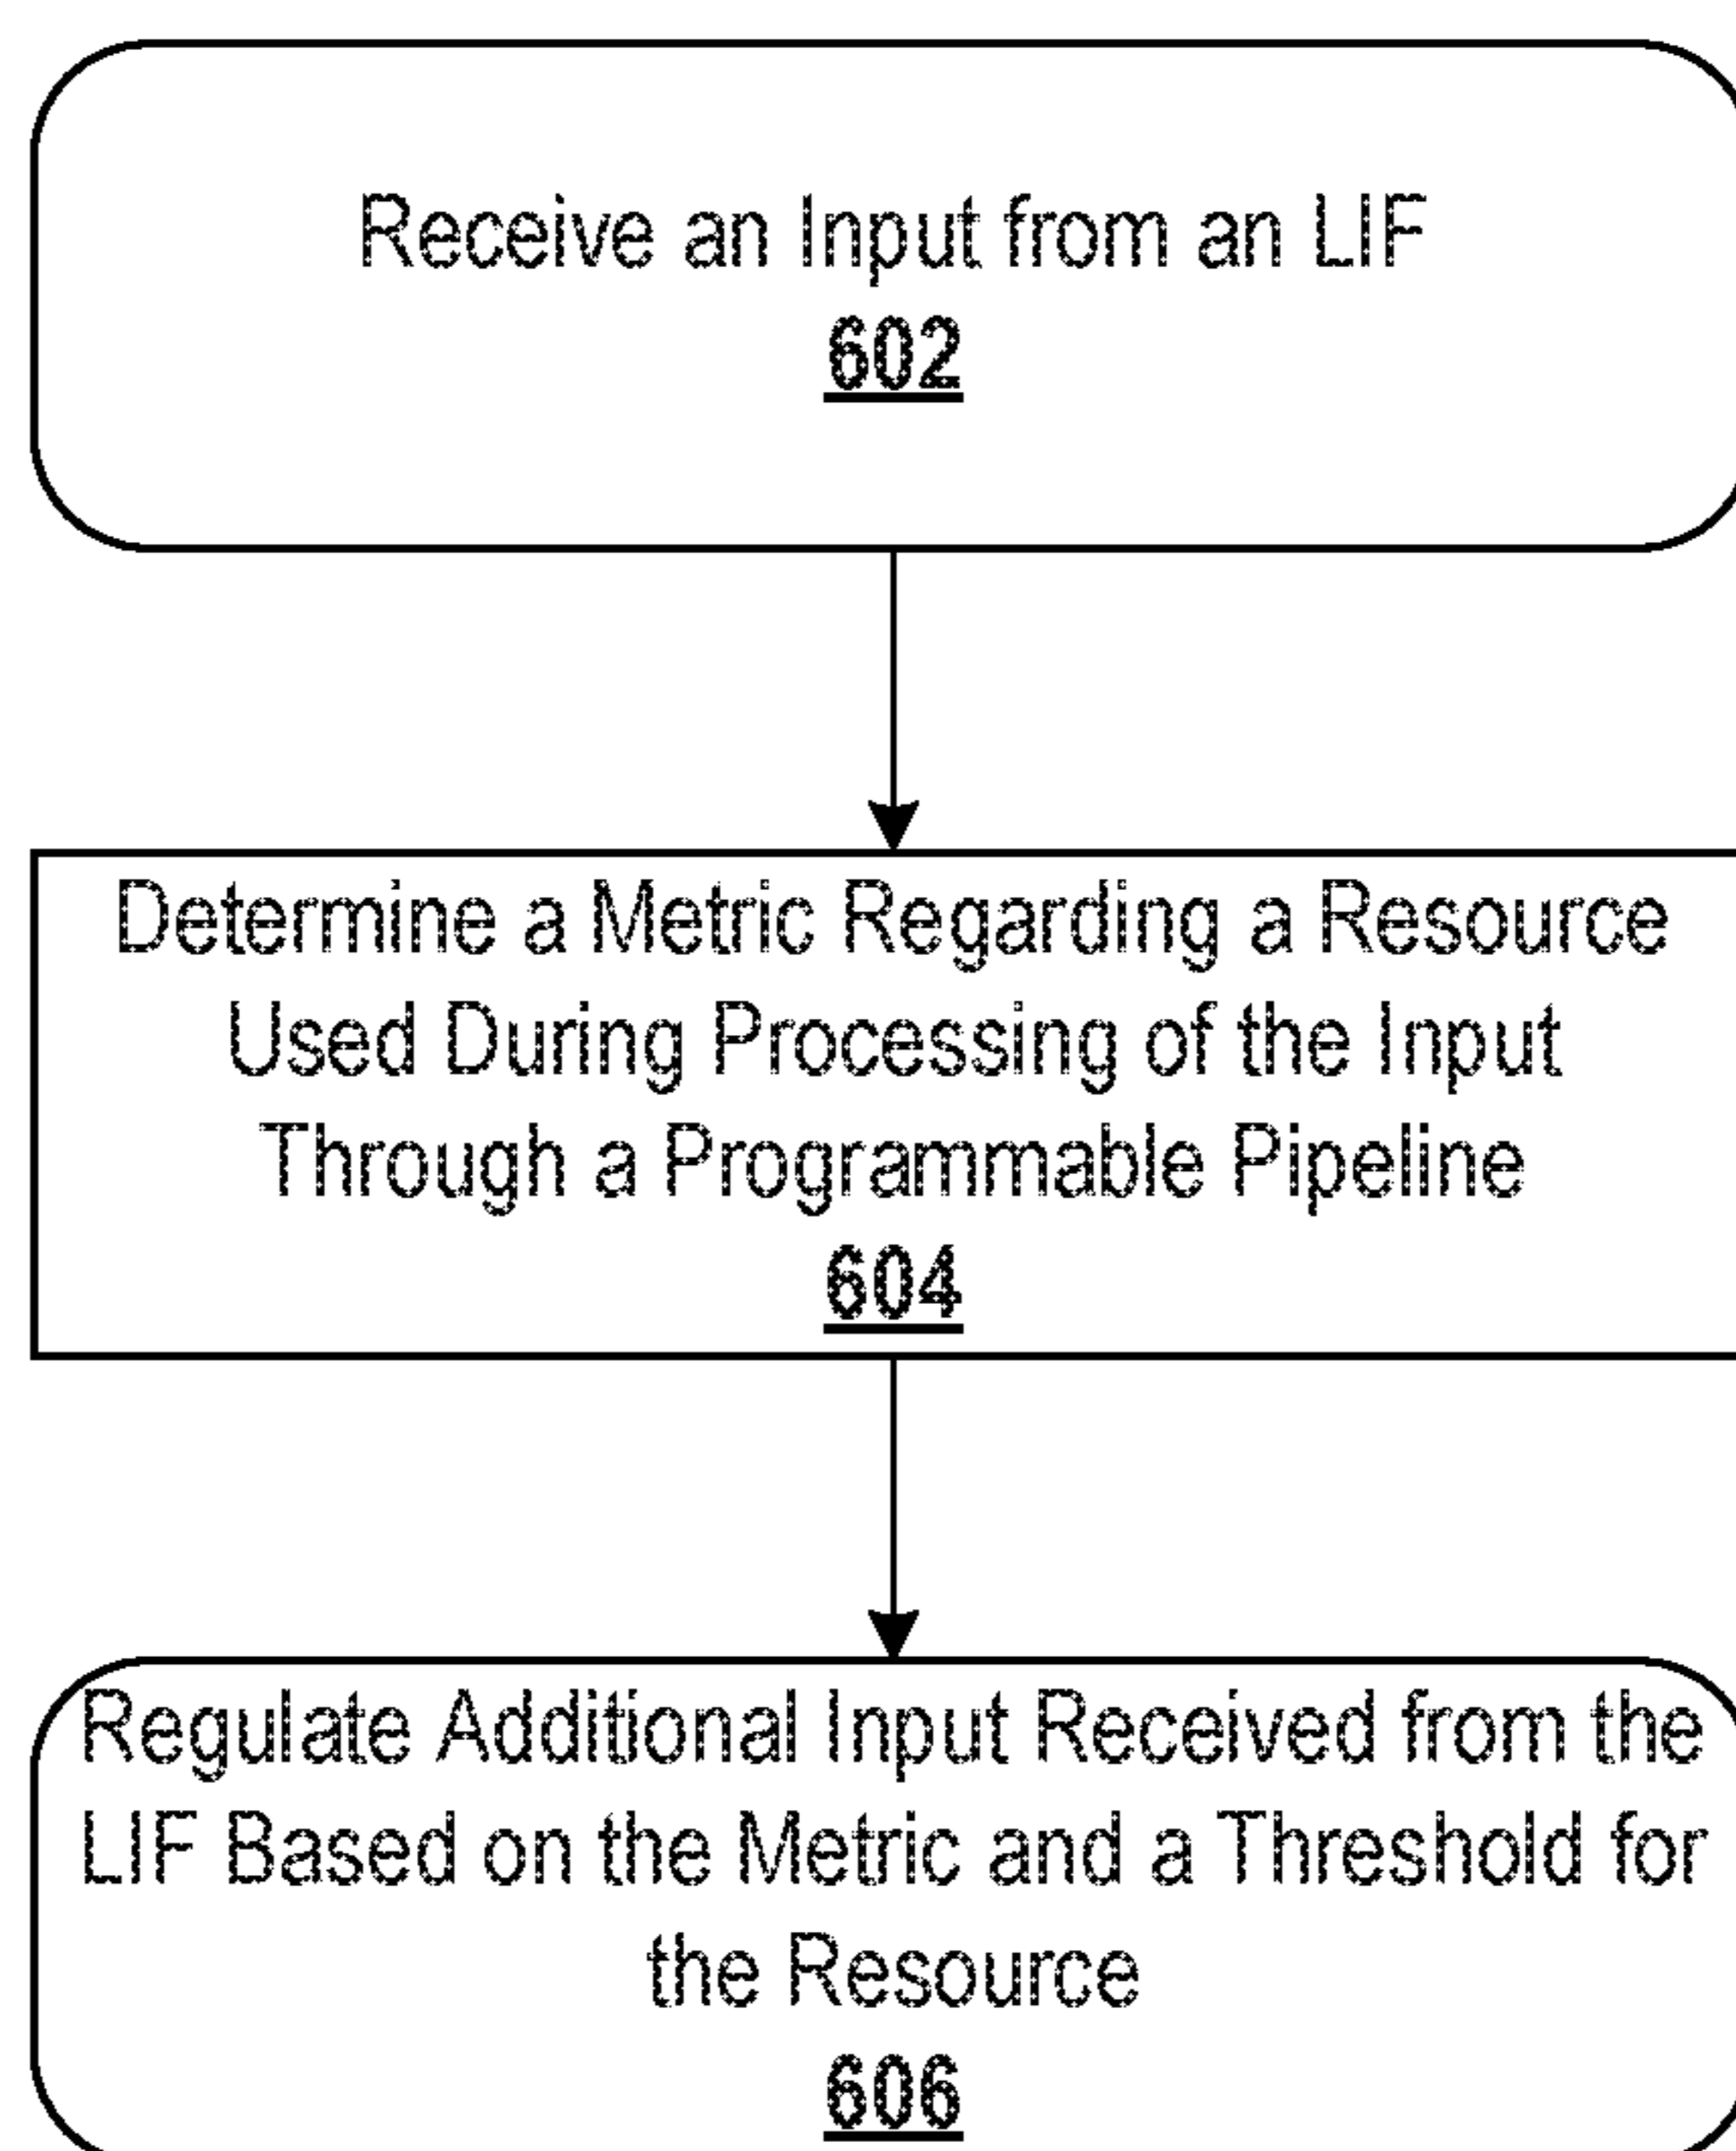 Receive an Input from an LIF
602
Determine a Metric Regarding a Resource
Used During Processing of the Input
Through a Programmable Pipeline
604
Regulate Additional Input Received from the
LIF Based on the Metric and a Threshold for
the Resource
606